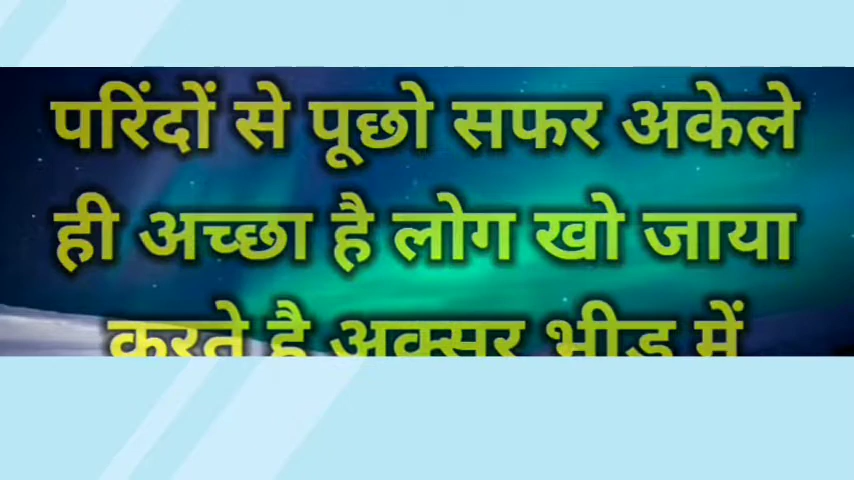 परिंदों से पूछो सफर अकेले
ही अच्छा है लोग खो जाया
करते है अक्सर भीड में